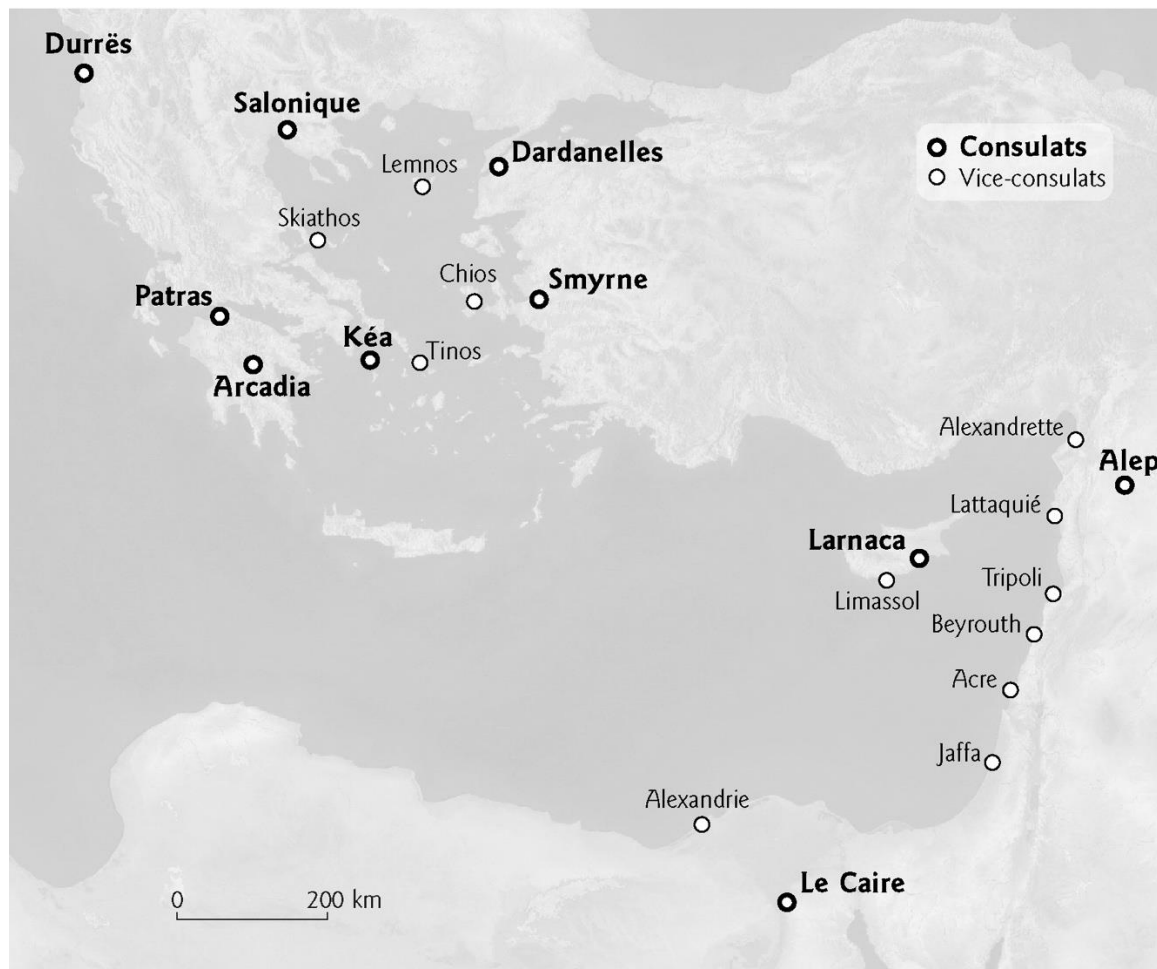 Durrës
Salonique
Dardanelles
Lemnos
Consulats
Vice-consulats
Skiathos
Chios
Smyrne
Patras
Kéa
Tinos
Arcadia
Alexandrette
Alep
Lattaquié
Larnaca
Tripoli
Limassol
Beyrouth
Acre
Jaffa
Alexandrie
Le Caire
0 200 km